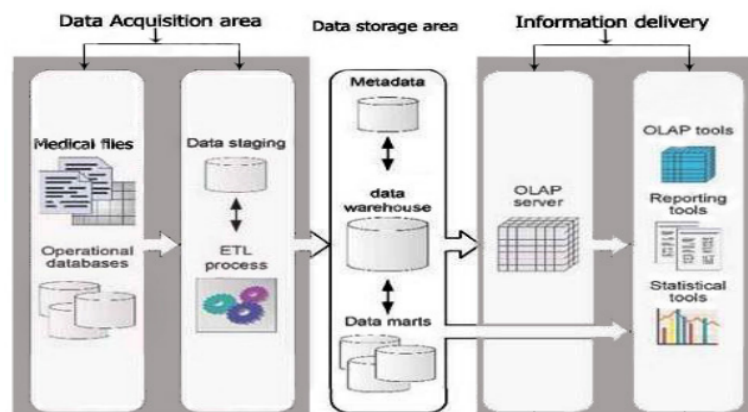 Data Acquisition area
Data storage area
Information delivery
Medical files
Operational
databases
Data staging
ETL
process
Metadata
data
warehouse
Data marts
OLAP
server
OLAP tools
Reporting
tools
Statistical
tools